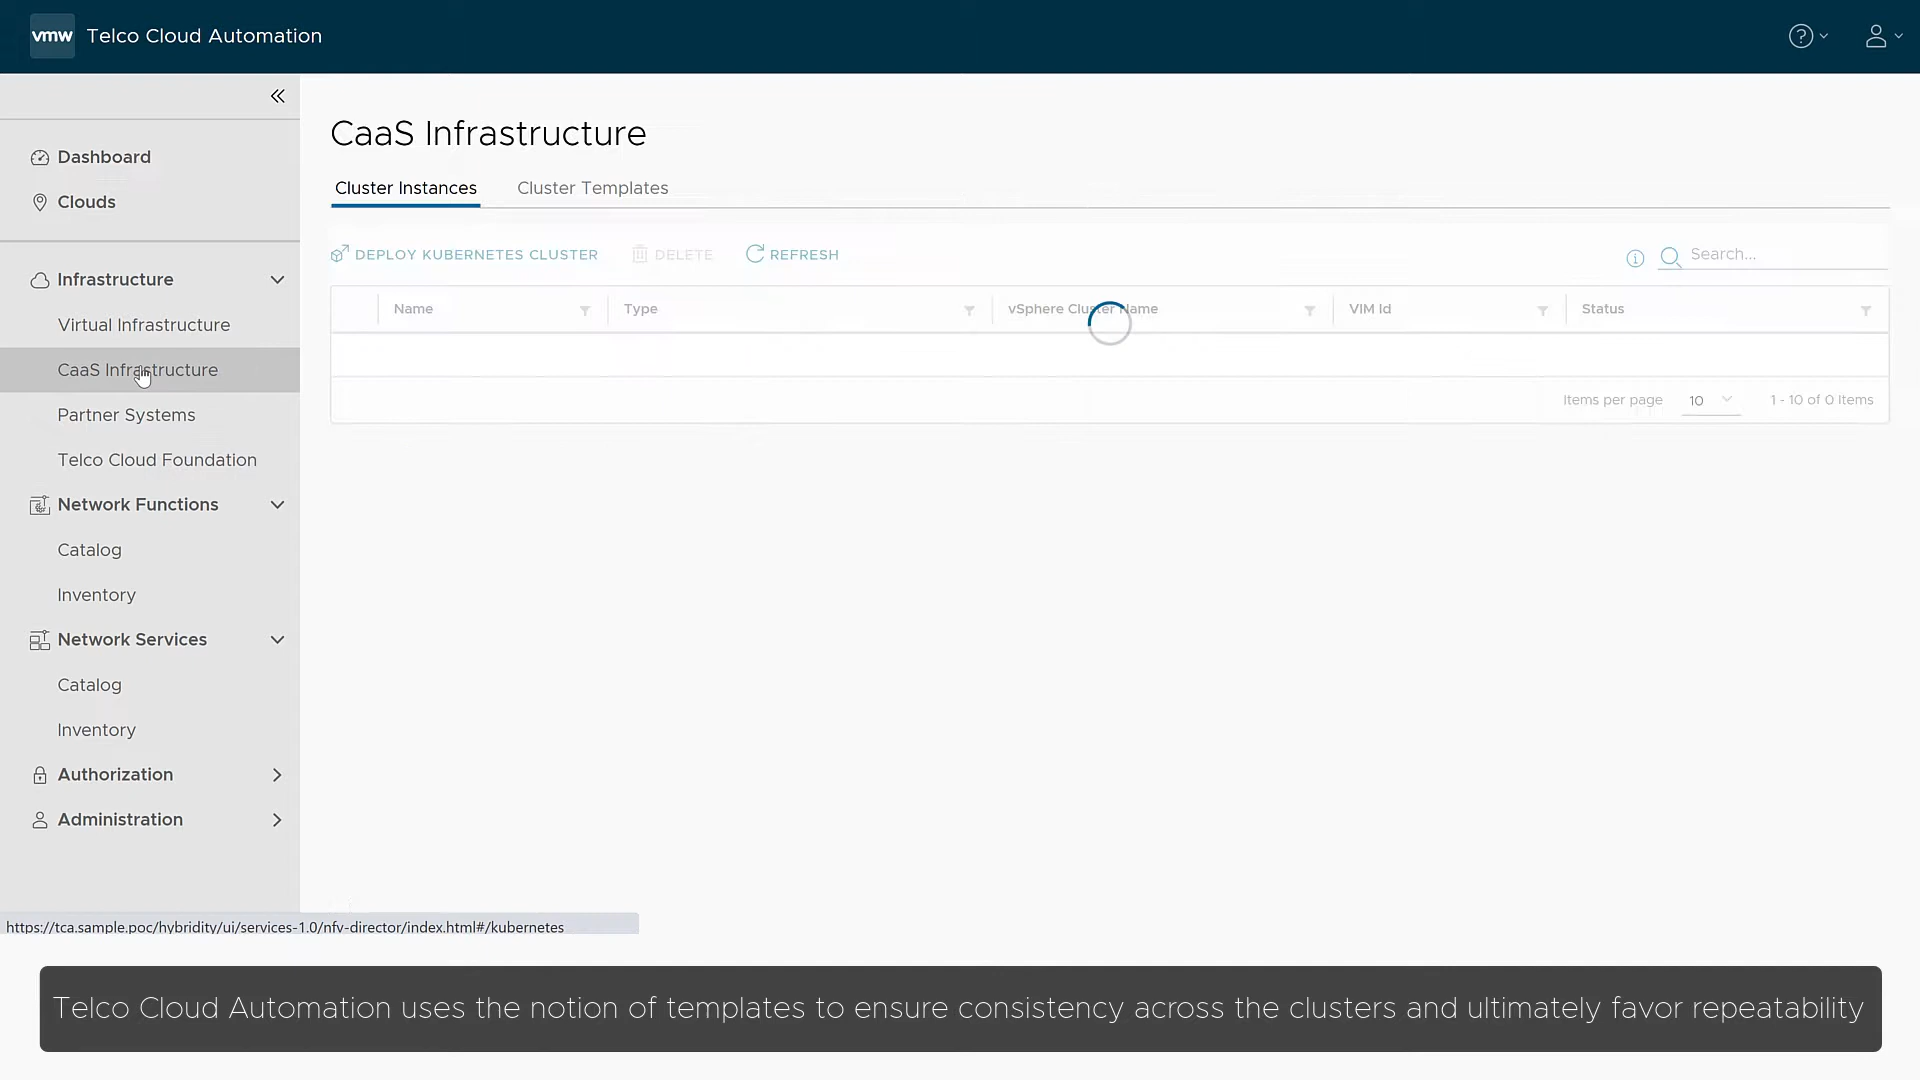 vmw Telco Cloud Automation
Dashboard
Clouds
Infrastructure
Virtual Infrastructure
CaaS Infrastructure
Partner Systems
Telco Cloud Foundation
Network Functions
Catalog
Inventory
Network Services
Catalog
Inventory
Authorization
Administration
CaaS Infrastructure
Cluster Instances Cluster Templates
DEPLOY KUBERNETES CLUSTER DELETE REFRESH Search...
Name Type vSphere Cluster Name VIM Id Status
Items per page 10 1 - 10 of 0 Items
https://tca.sample.poc/hybridity/ui/services-1.0/nfv-director/index.html#/kubernetes
Telco Cloud Automation uses the notion of templates to ensure consistency across the clusters and ultimately favor repeatability